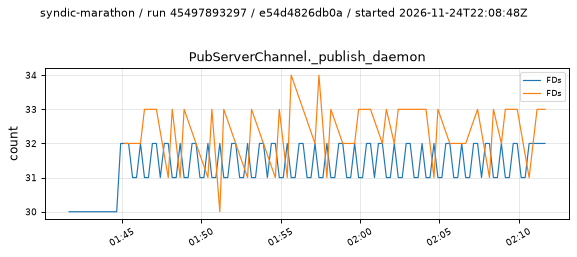 syndic-marathon / run 45497893297 / e54d4826db0a / started 2026-11-24T22:08:48Z
PubServerChannel._publish_daemon
34
33
32
31
30
count
FDs
FDs
01:45
01:50
01:55
02:00
02:05
02:10